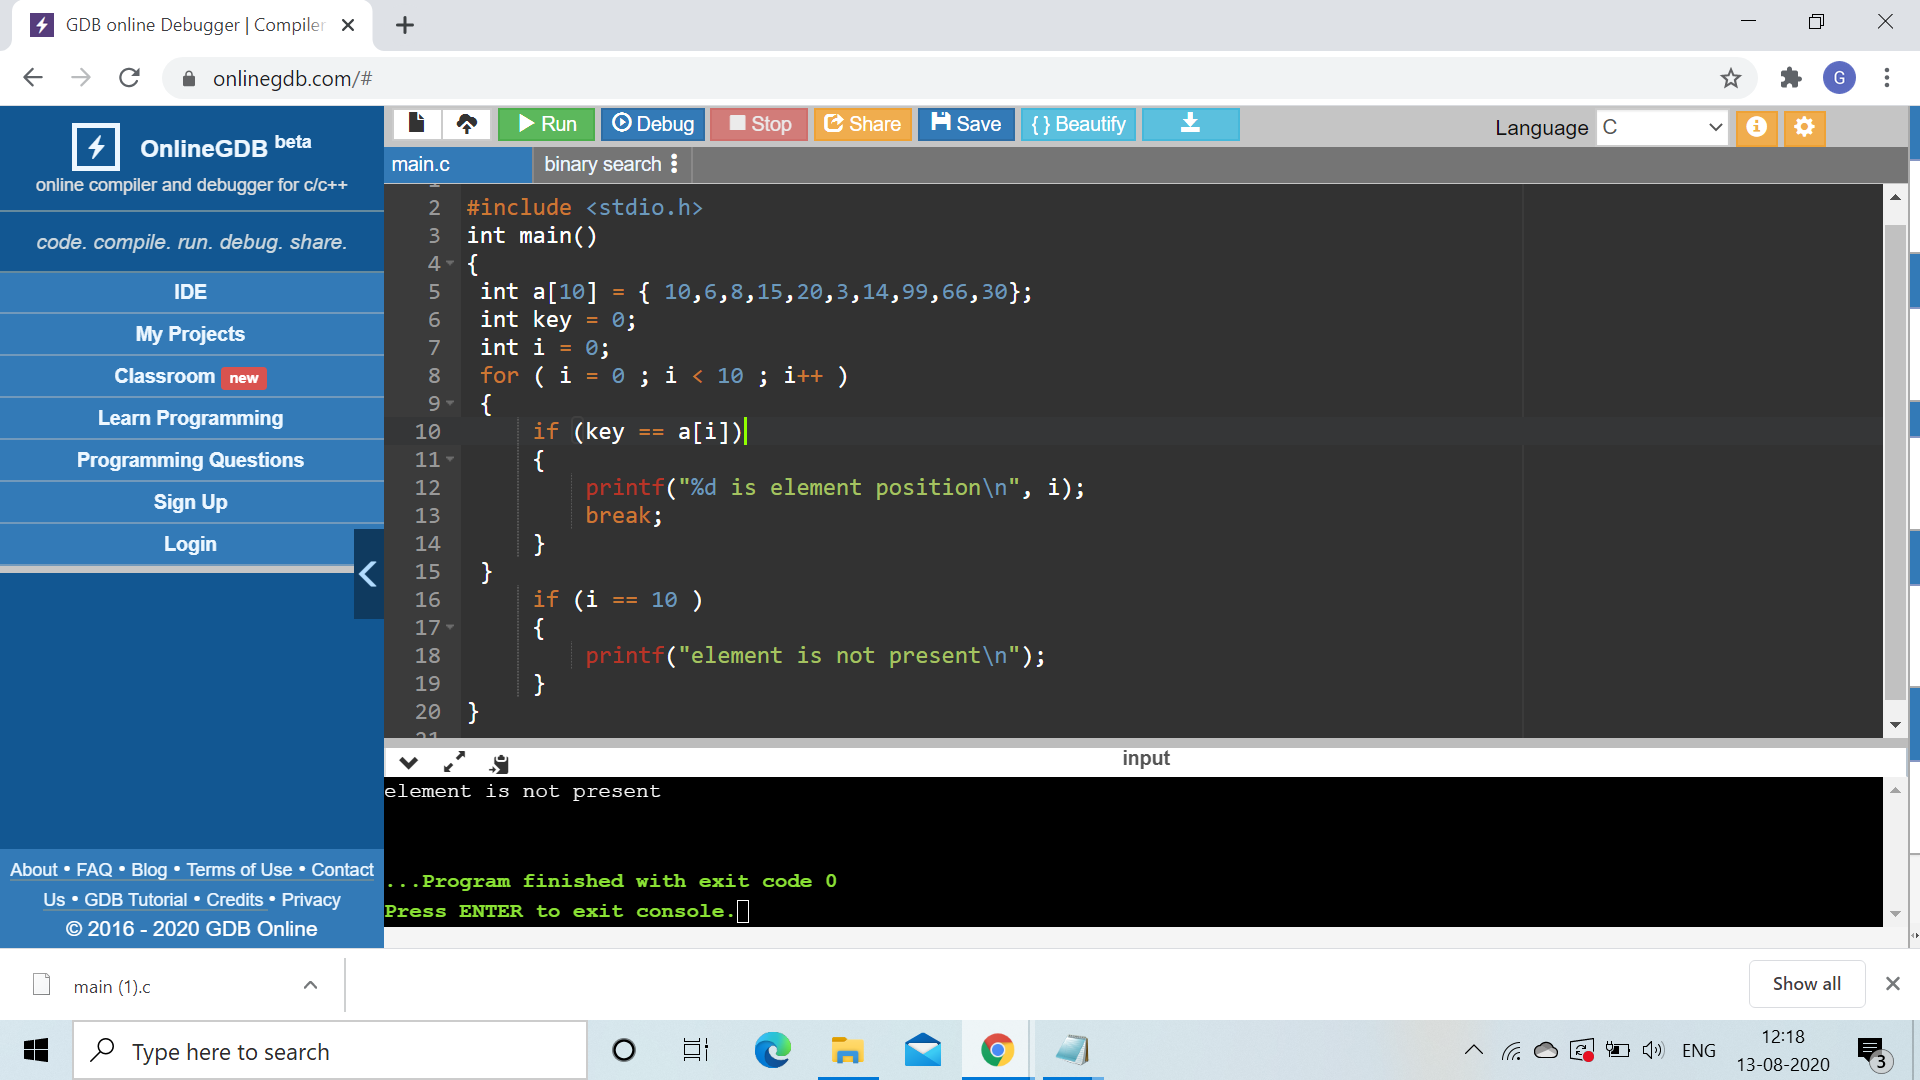 GDB online Debugger | Compiler
onlinegdb.com/#
G
OnlineGDB beta
online compiler and debugger for c/c++
code. compile. run. debug. share.
IDE
My Projects
Classroom new
Learn Programming
Programming Questions
Sign Up
Login
About • FAQ • Blog • Terms of Use • Contact
Us • GDB Tutorial • Credits • Privacy
© 2016 - 2020 GDB Online
Run Debug Stop Share Save {} Beautify
Language C
main.c binary search
2 #include <stdio.h>
3 int main()
4 {
5 int a[10] = { 10,6,8,15,20,3,14,99,66,30};
6 int key = 0;
7 int i = 0;
8 for ( i = 0 ; i < 10 ; i++ )
9 {
10 if (key == a[i])
11 {
12 printf("%d is element position\n", i);
13 break;
14 }
15 }
16 if (i == 10 )
17 {
18 printf("element is not present\n");
19 }
20 }
input
element is not present
...Program finished with exit code 0
Press ENTER to exit console.
main (1).c
Show all
Type here to search
ENG
12:18
13-08-2020
3